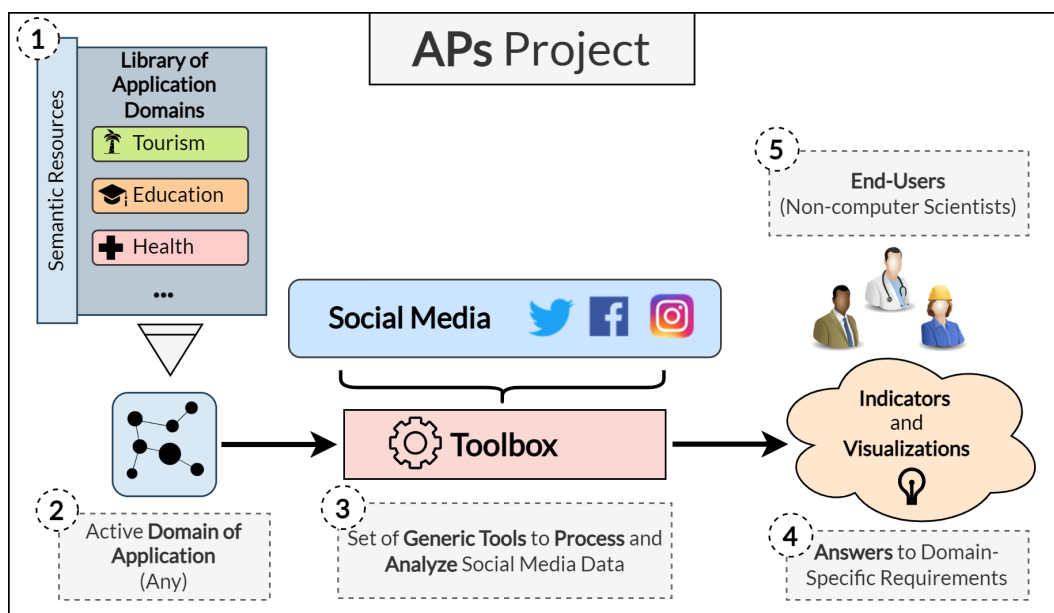 APs Project
1
Semantic Resources
Library of
Application
Domains
Tourism
Education
Health
...
Social Media
Toolbox
2
Active Domain of
Application
(Any)
3
Set of Generic Tools to Process and
Analyze Social Media Data
Indicators
and
Visualizations
4
Answers to Domain-
Specific Requirements
5
End-Users
(Non-computer Scientists)